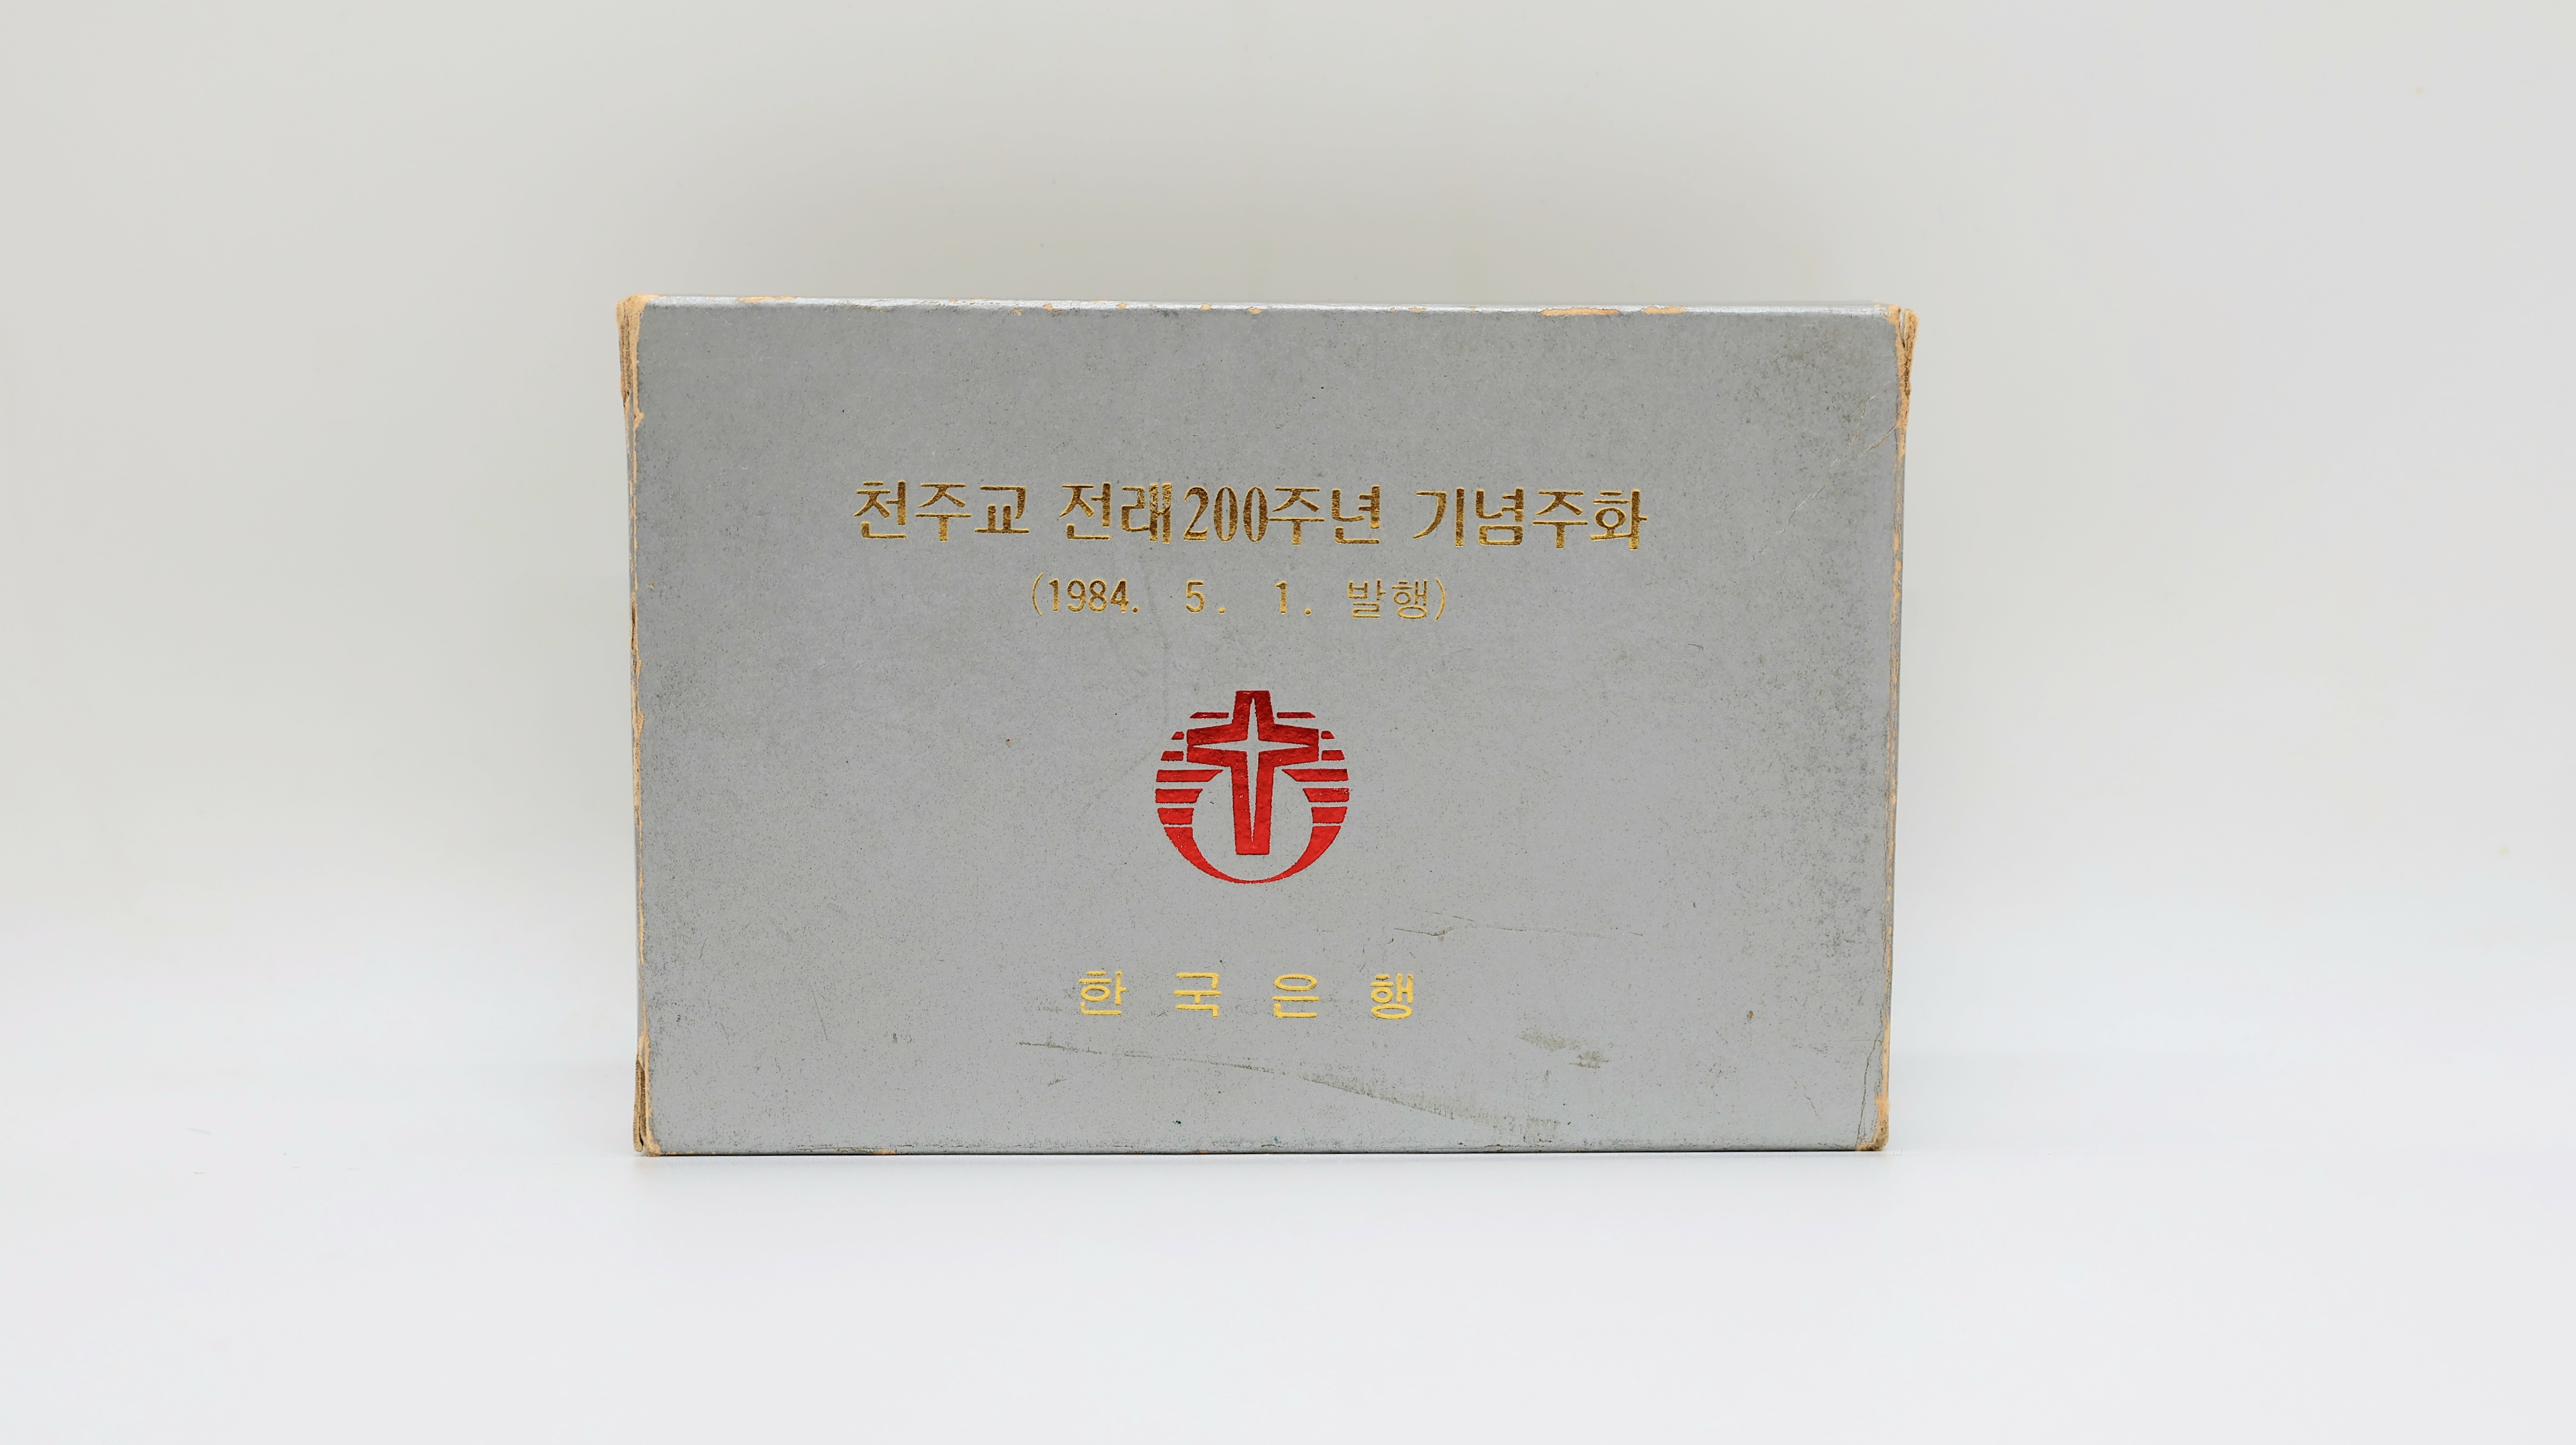 천주교 전래200주년 기념주화
(1984. 5. 1. 발행)
한국은행